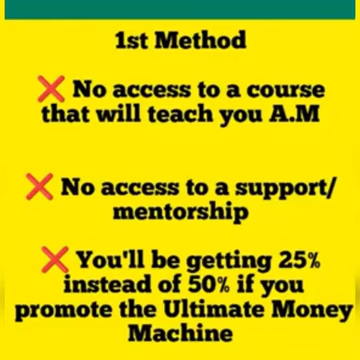 1st Method
❌ No access to a course
that will teach you A.M
❌ No access to a support/
mentorship
❌ You'll be getting 25%
instead of 50% if you
promote the Ultimate Money
Machine